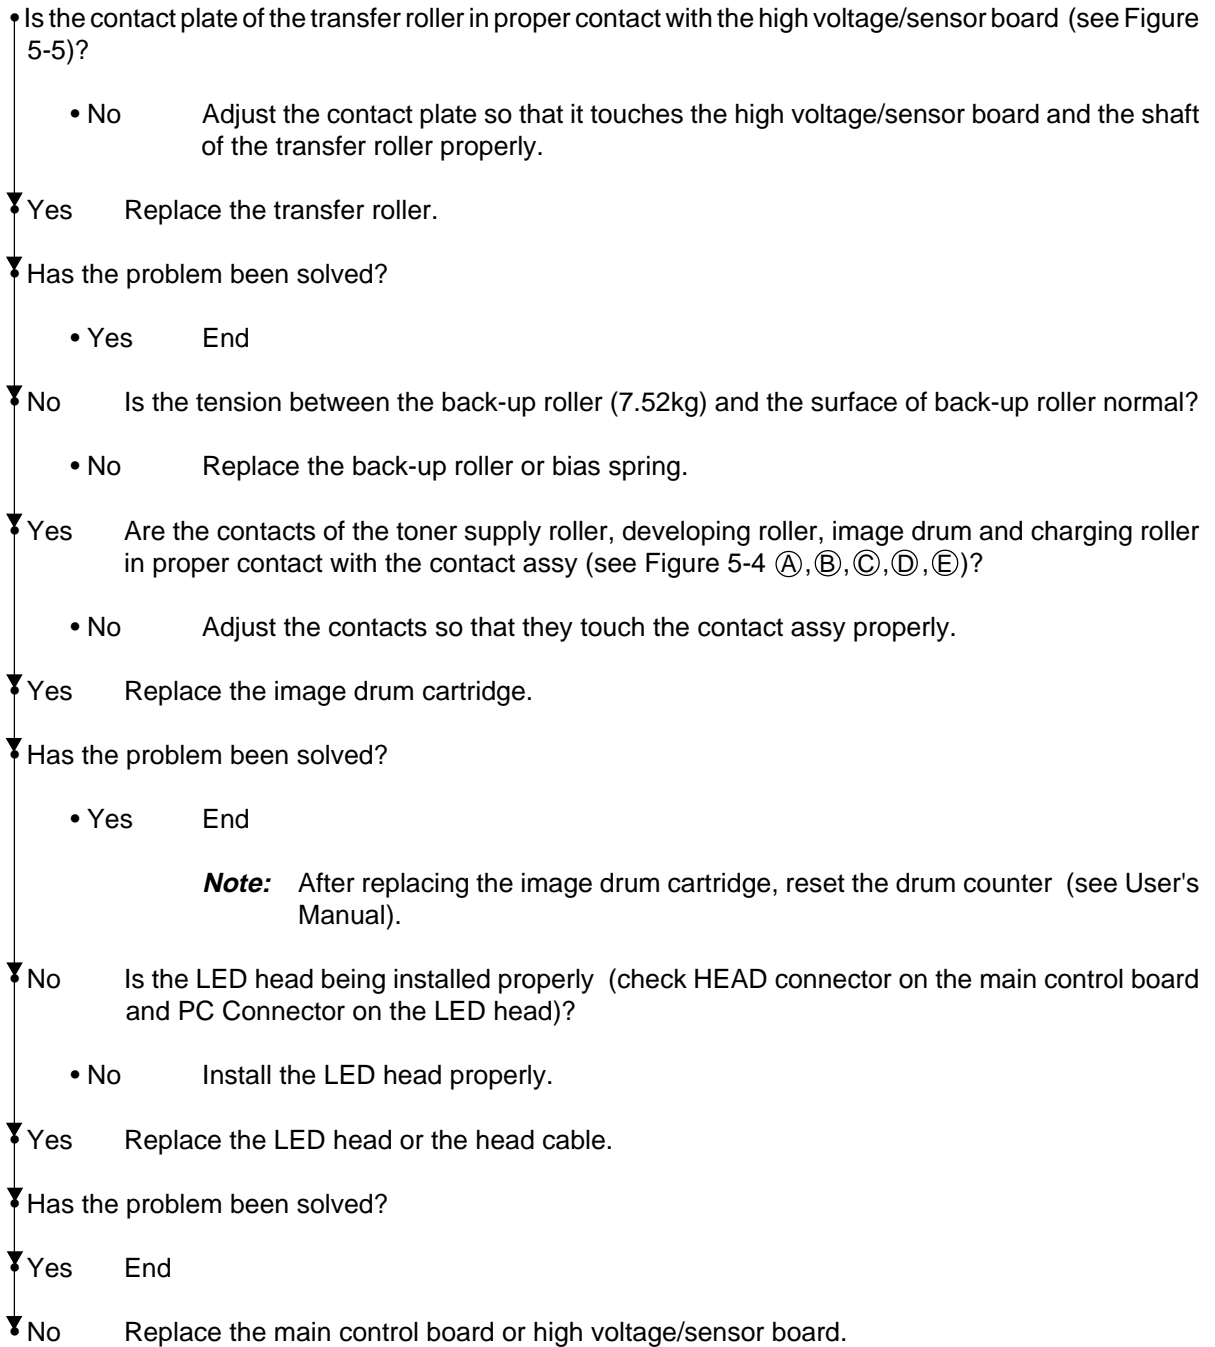 • Is the contact plate of the transfer roller in proper contact with the high voltage/sensor board (see Figure
5-5)?
• No Adjust the contact plate so that it touches the high voltage/sensor board and the shaft
of the transfer roller properly.
Yes Replace the transfer roller.
Has the problem been solved?
• Yes End
No Is the tension between the back-up roller (7.52kg) and the surface of back-up roller normal?
• No Replace the back-up roller or bias spring.
Yes Are the contacts of the toner supply roller, developing roller, image drum and charging roller
in proper contact with the contact assy (see Figure 5-4 Ⓐ,Ⓑ,Ⓒ,Ⓓ,Ⓔ)?
• No Adjust the contacts so that they touch the contact assy properly.
Yes Replace the image drum cartridge.
Has the problem been solved?
• Yes End
Note: After replacing the image drum cartridge, reset the drum counter (see User's
Manual).
No Is the LED head being installed properly (check HEAD connector on the main control board
and PC Connector on the LED head)?
• No Install the LED head properly.
Yes Replace the LED head or the head cable.
Has the problem been solved?
Yes End
No Replace the main control board or high voltage/sensor board.